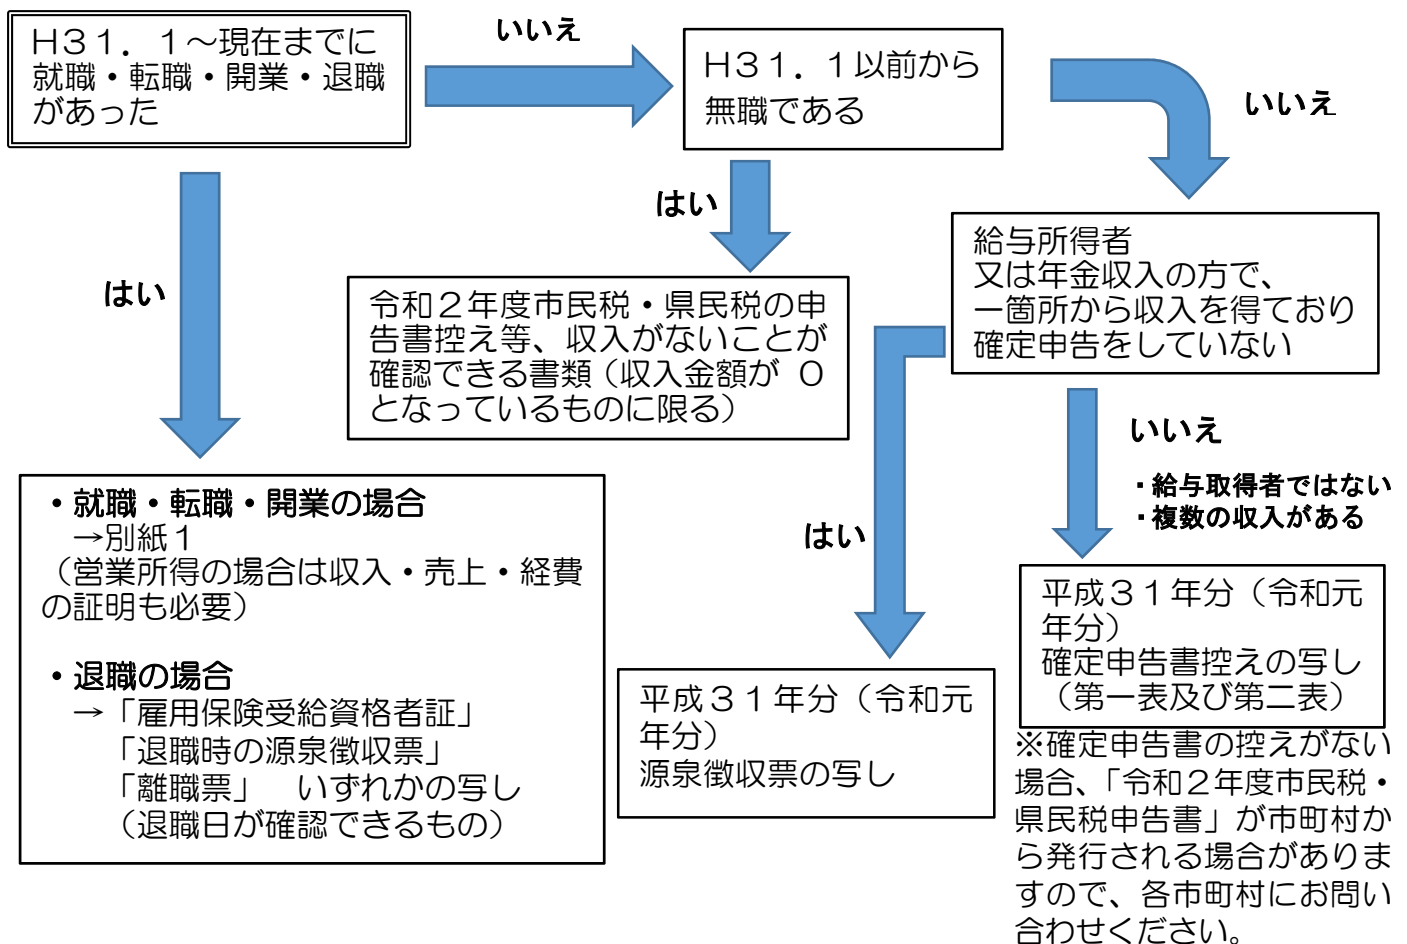 H31．1～現在までに
就職・転職・開業・退職
があった
いいえ
H31．1以前から
無職である
いいえ
はい
はい
令和2年度市民税・県民税の申
告書控え等、収入がないことが
確認できる書類（収入金額が 0
となっているものに限る）
給与所得者
又は年金収入の方で、
一箇所から収入を得ており
確定申告をしていない
いいえ
・給与取得者ではない
・複数の収入がある
はい
・就職・転職・開業の場合
→別紙1
（営業所得の場合は収入・売上・経費
の証明も必要）
・退職の場合
→「雇用保険受給資格者証」
「退職時の源泉徴収票」
「離職票」　いずれかの写し
（退職日が確認できるもの）
平成31年分（令和元
年分）
源泉徴収票の写し
平成31年分（令和元
年分）
確定申告書控えの写し
（第一表及び第二表）
※確定申告書の控えがない
場合、「令和2年度市民税・
県民税申告書」が市町村か
ら発行される場合がありま
すので、各市町村にお問い
合わせください。